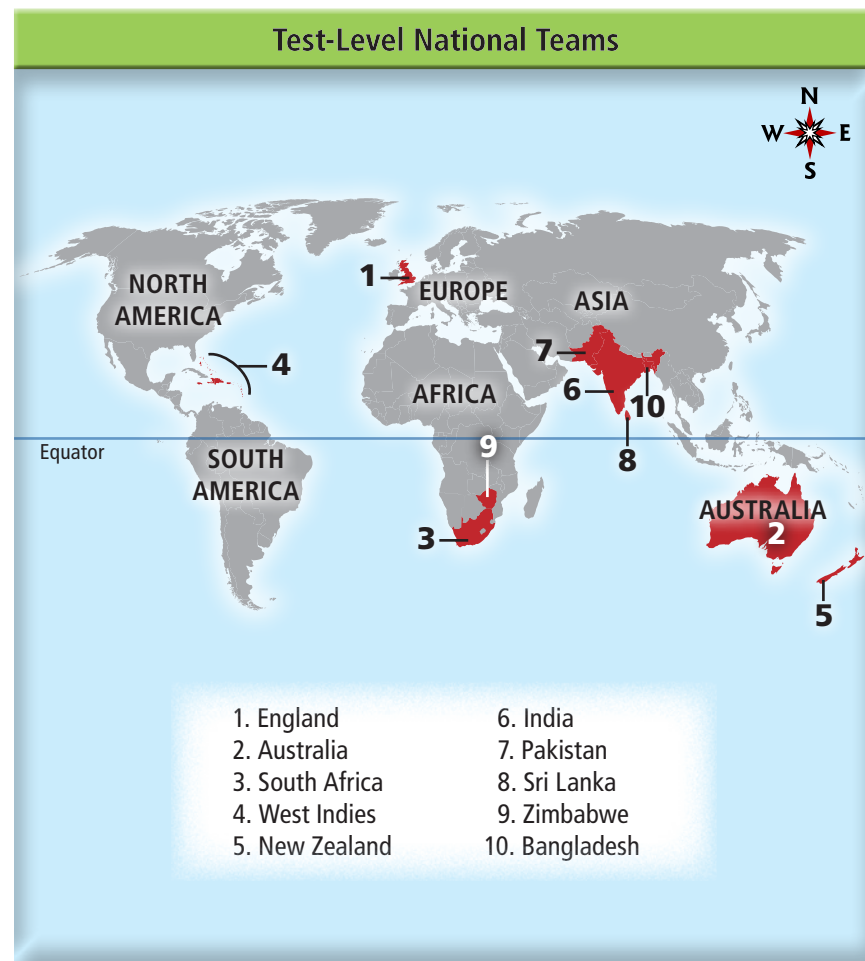 Test-Level National Teams
N
W E
S
NORTH
AMERICA
1
EUROPE
ASIA
4
7
6
10
AFRICA
Equator
9
8
SOUTH
AMERICA
AUSTRALIA
2
3
5
1. England
2. Australia
3. South Africa
4. West Indies
5. New Zealand
6. India
7. Pakistan
8. Sri Lanka
9. Zimbabwe
10. Bangladesh